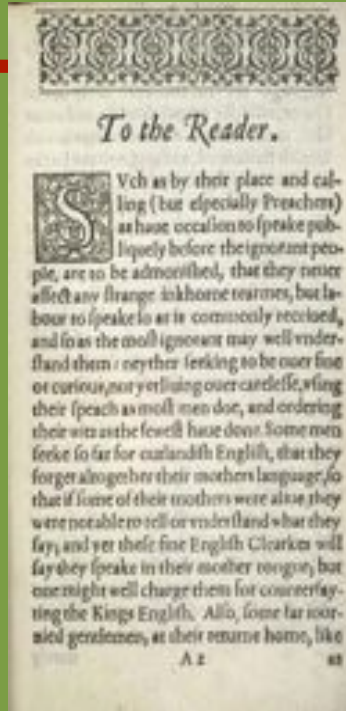 To the Reader.
SVch as by their place and cal-
ling (but eſpecially Preachers)
as haue occaſion to ſpeake pub-
liquely before the ignorant peo-
ple, are to be admoniſhed, that they neuer
affect any ſtrange inkhorne tearmes, but la-
bour to ſpeake ſo as is commonly receiued,
and ſo as the moſt ignorant may well vnder-
ſtand them: neyther ſeeking to be ouer fine
or curious, nor yet liuing ouer careleſſe, vſing
their ſpeach as moſt men doe, and ordering
their wits as the feweſt haue done. Some men
ſeeke ſo far for outlandiſh Engliſh, that they
forget altogether their mothers language, ſo
that if ſome of their mothers were aliue, they
were not able to tell or vnderſtand what they
ſay; and yet theſe fine Engliſh Clearkes will
ſay they ſpeake in their mother tongue; but
one might well charge them for counterfay-
ting the Kings Engliſh. Alſo, ſome far iour-
nied gentlemen, at their returne home, like
A2